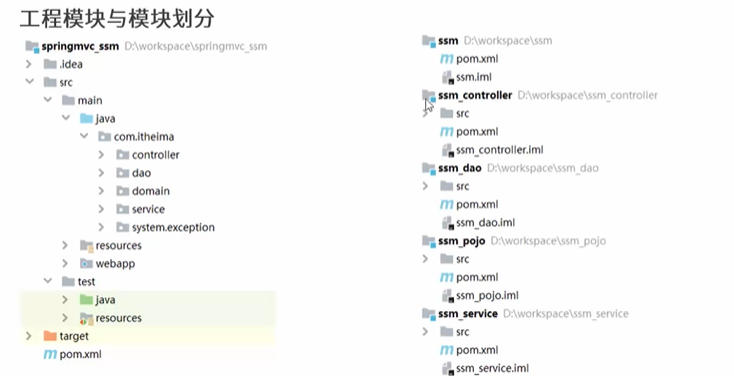 工程模块与模块划分
springmvc_ssm D:\workspace\springmvc_ssm
.idea
src
main
java
com.itheima
controller
dao
domain
service
system.exception
resources
webapp
test
java
resources
target
pom.xml
ssm D:\workspace\ssm
pom.xml
ssm.iml
ssm_controller D:\workspace\ssm_controller
src
pom.xml
ssm_controller.iml
ssm_dao D:\workspace\ssm_dao
src
pom.xml
ssm_dao.iml
ssm_pojo D:\workspace\ssm_pojo
src
pom.xml
ssm_pojo.iml
ssm_service D:\workspace\ssm_service
src
pom.xml
ssm_service.iml